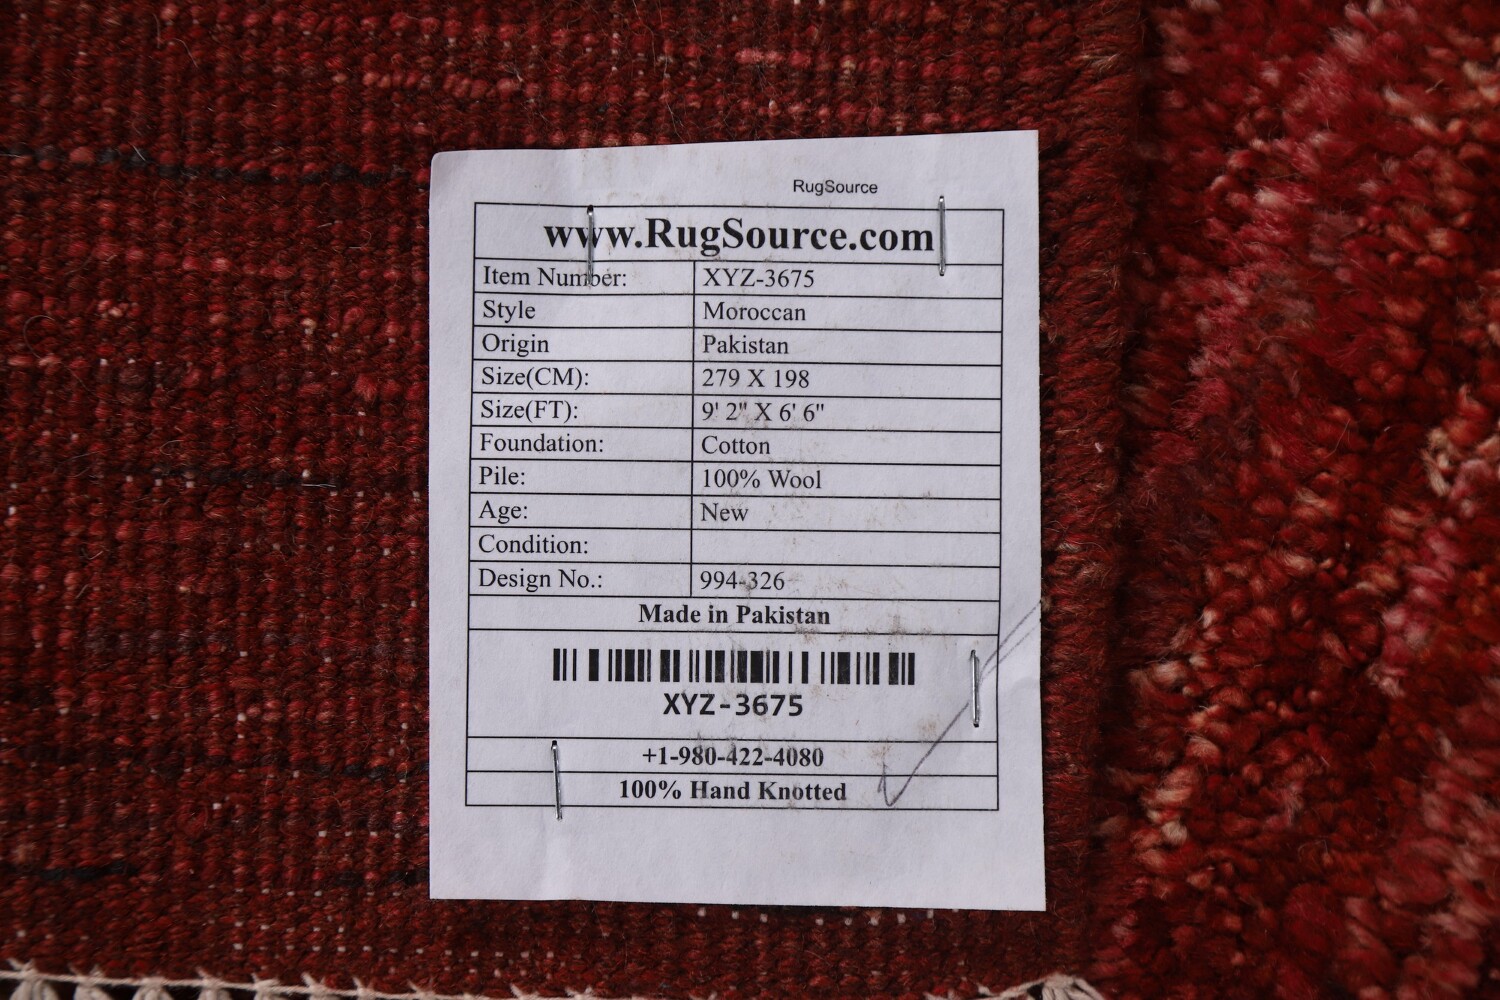 RugSource
www.RugSource.com
Item Number: XYZ-3675
Style Moroccan
Origin Pakistan
Size(CM): 279 X 198
Size(FT): 9' 2" X 6' 6"
Foundation: Cotton
Pile: 100% Wool
Age: New
Condition:
Design No.: 994-326
Made in Pakistan
XYZ-3675
+1-980-422-4080
100% Hand Knotted